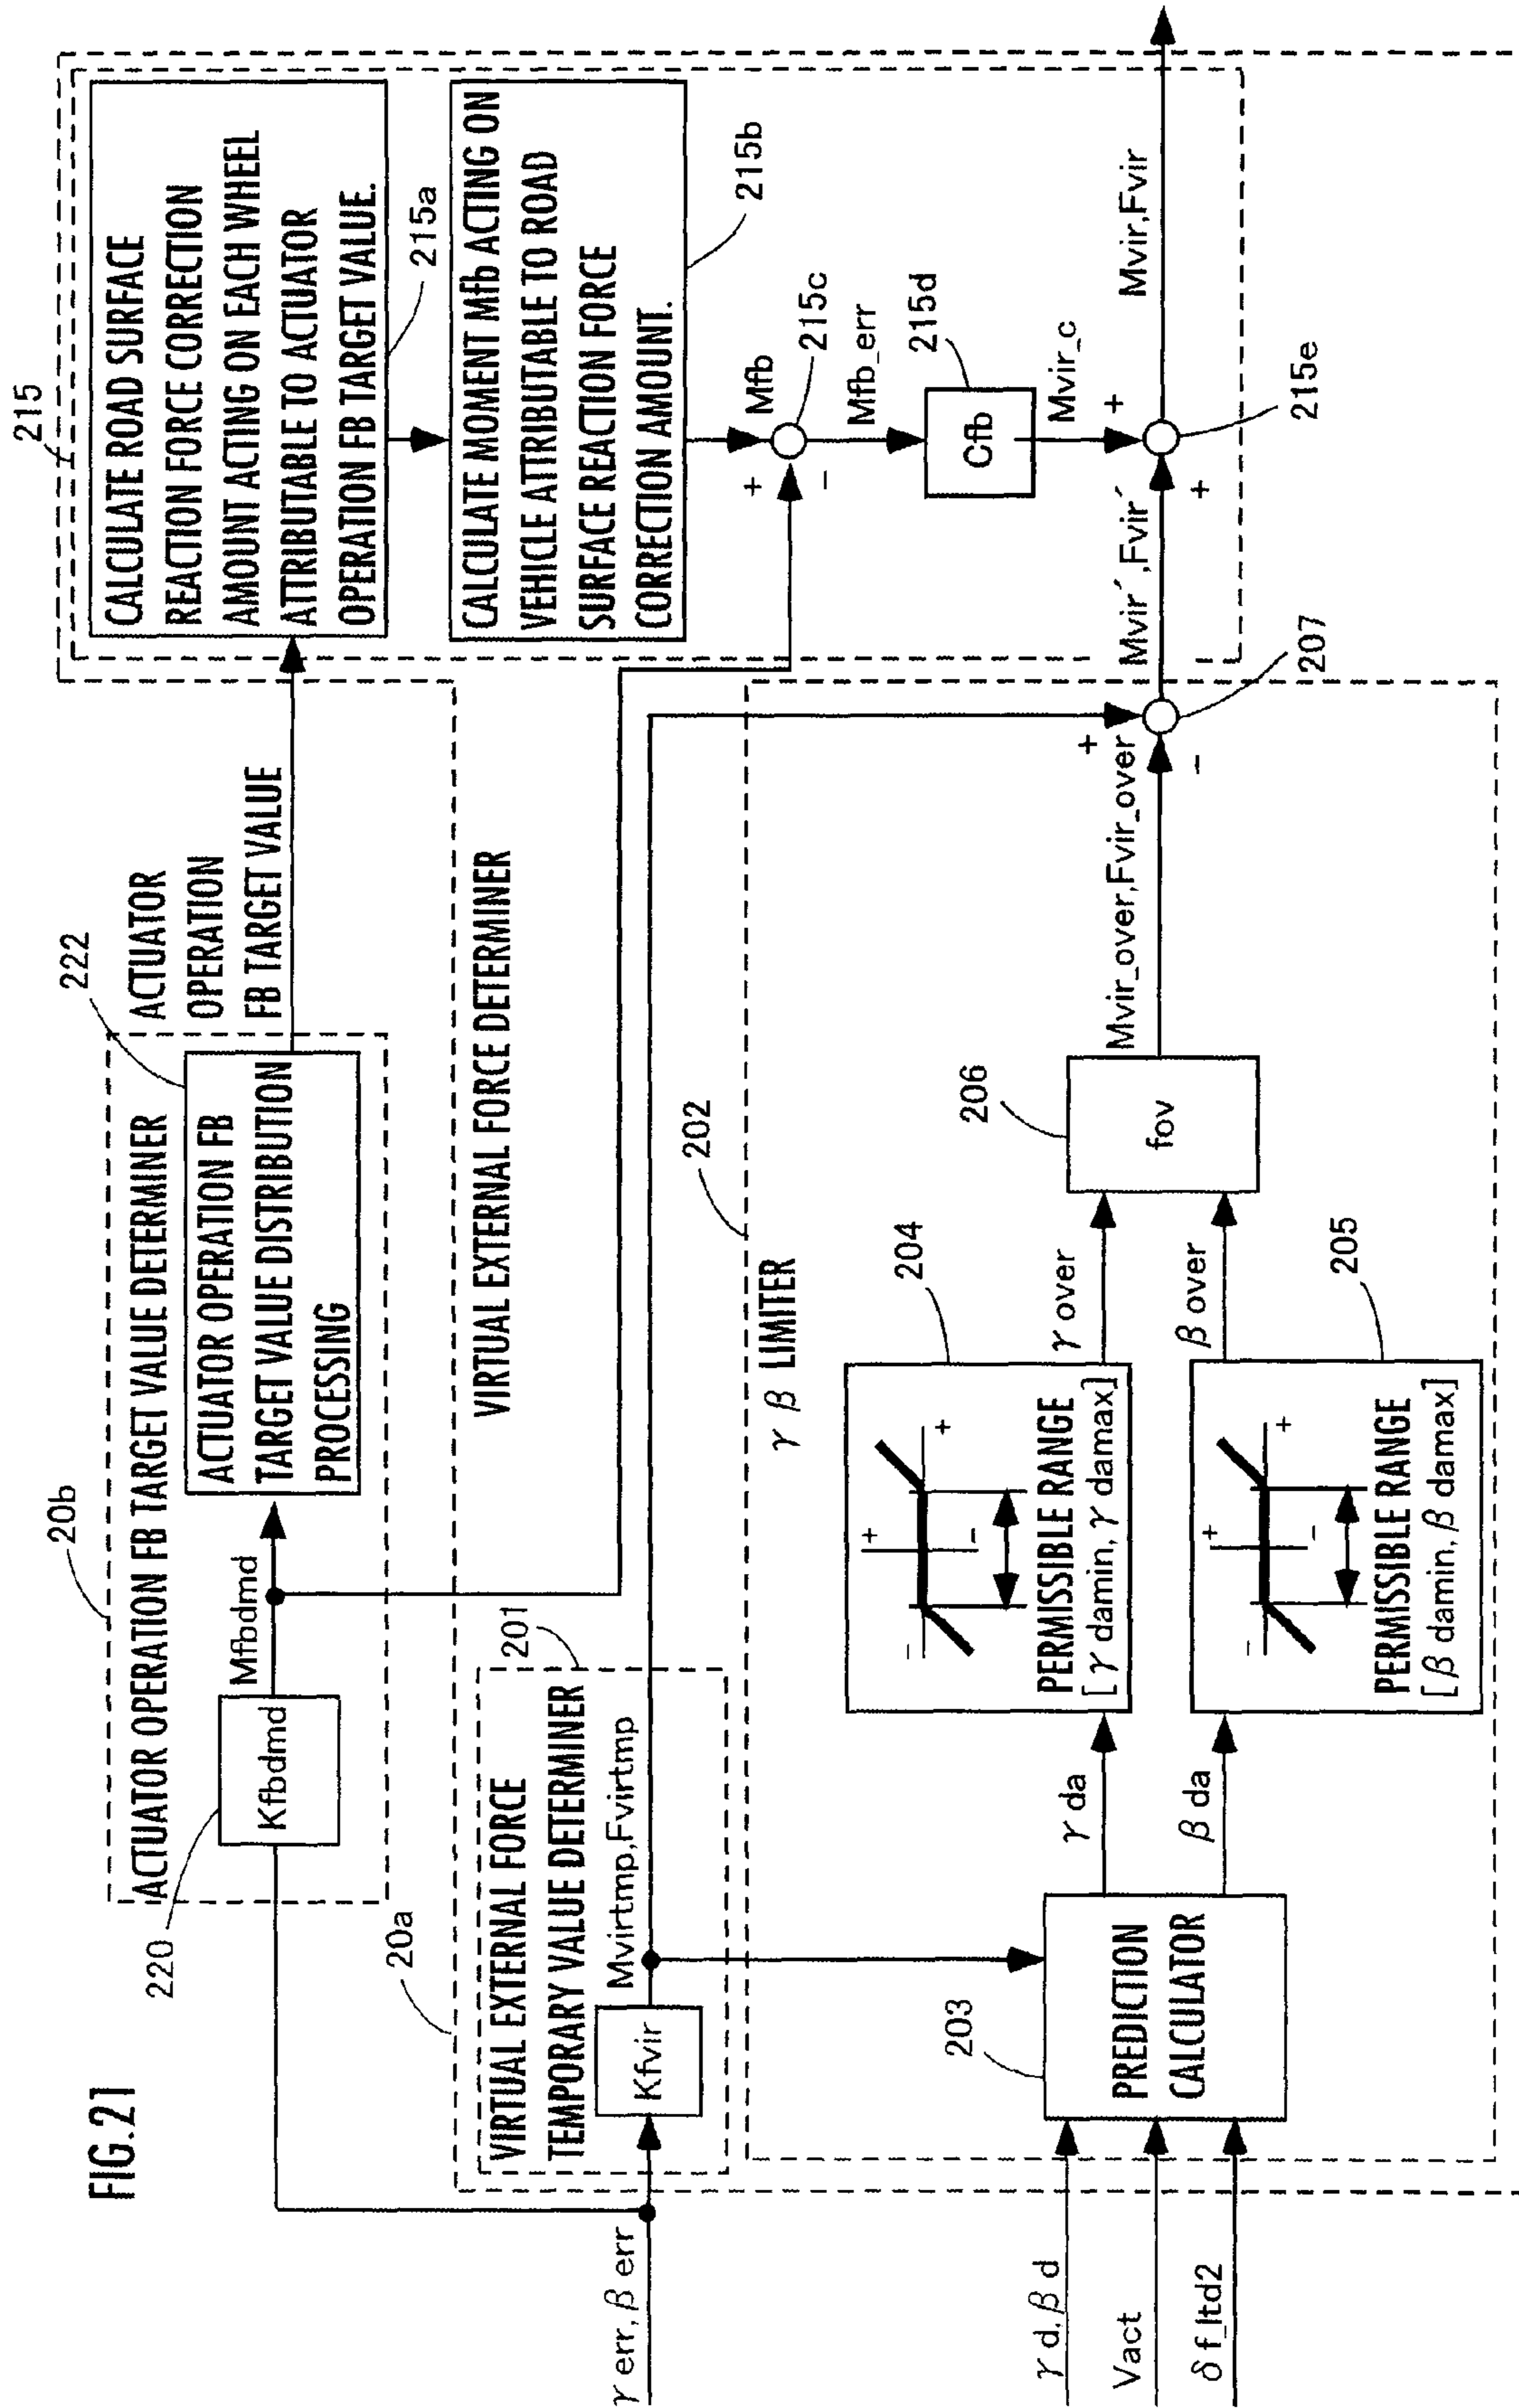 FIG.21
20b
ACTUATOR OPERATION FB TARGET VALUE DETERMINER
220
Kfbdmd
Mfbdmd
222
ACTUATOR OPERATION FB
TARGET VALUE DISTRIBUTION
PROCESSING
ACTUATOR
OPERATION
FB TARGET VALUE
215
CALCULATE ROAD SURFACE
REACTION FORCE CORRECTION
AMOUNT ACTING ON EACH WHEEL
ATTRIBUTABLE TO ACTUATOR
OPERATION FB TARGET VALUE.
215a
CALCULATE MOMENT Mfb ACTING ON
VEHICLE ATTRIBUTABLE TO ROAD
SURFACE REACTION FORCE
CORRECTION AMOUNT.
215b
Mfb
+
−
215c
Mfb_err
Cfb
215d
Mvir_c
+
+
215e
Mvir,Fvir
20a
VIRTUAL EXTERNAL FORCE DETERMINER
VIRTUAL EXTERNAL FORCE
TEMPORARY VALUE DETERMINER
201
Kfvir
Mvirtmp,Fvirtmp
γ err,β err
202
γ β LIMITER
γ d,β d
Vact
δ f_ltd2
203
PREDICTION
CALCULATOR
γ da
β da
204
+
−
−
+
PERMISSIBLE RANGE
[γ damin, γ damax]
γ over
205
+
−
−
+
PERMISSIBLE RANGE
[β damin, β damax]
β over
206
fov
Mvir_over,Fvir_over
+
−
207
Mvir´,Fvir´